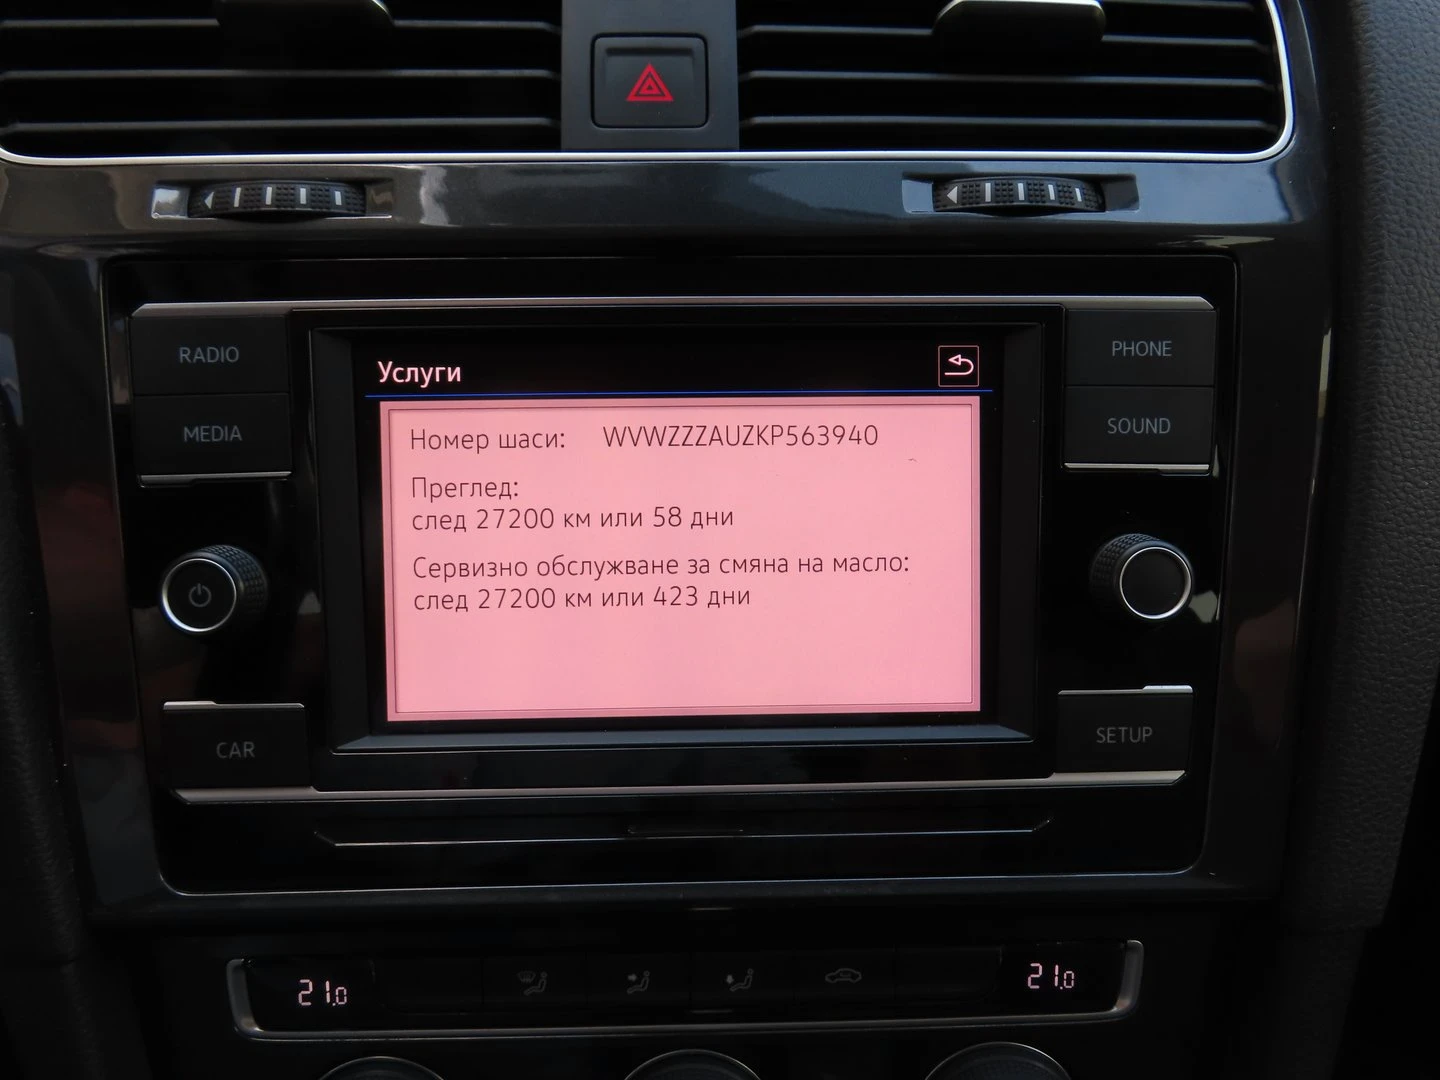 RADIO
MEDIA
CAR
Услуги
Номер шаси: WVWZZZAUZKP563940
Преглед:
след 27200 км или 58 дни
Сервизно обслужване за смяна на масло:
след 27200 км или 423 дни
PHONE
SOUND
SETUP
21.0
21.0